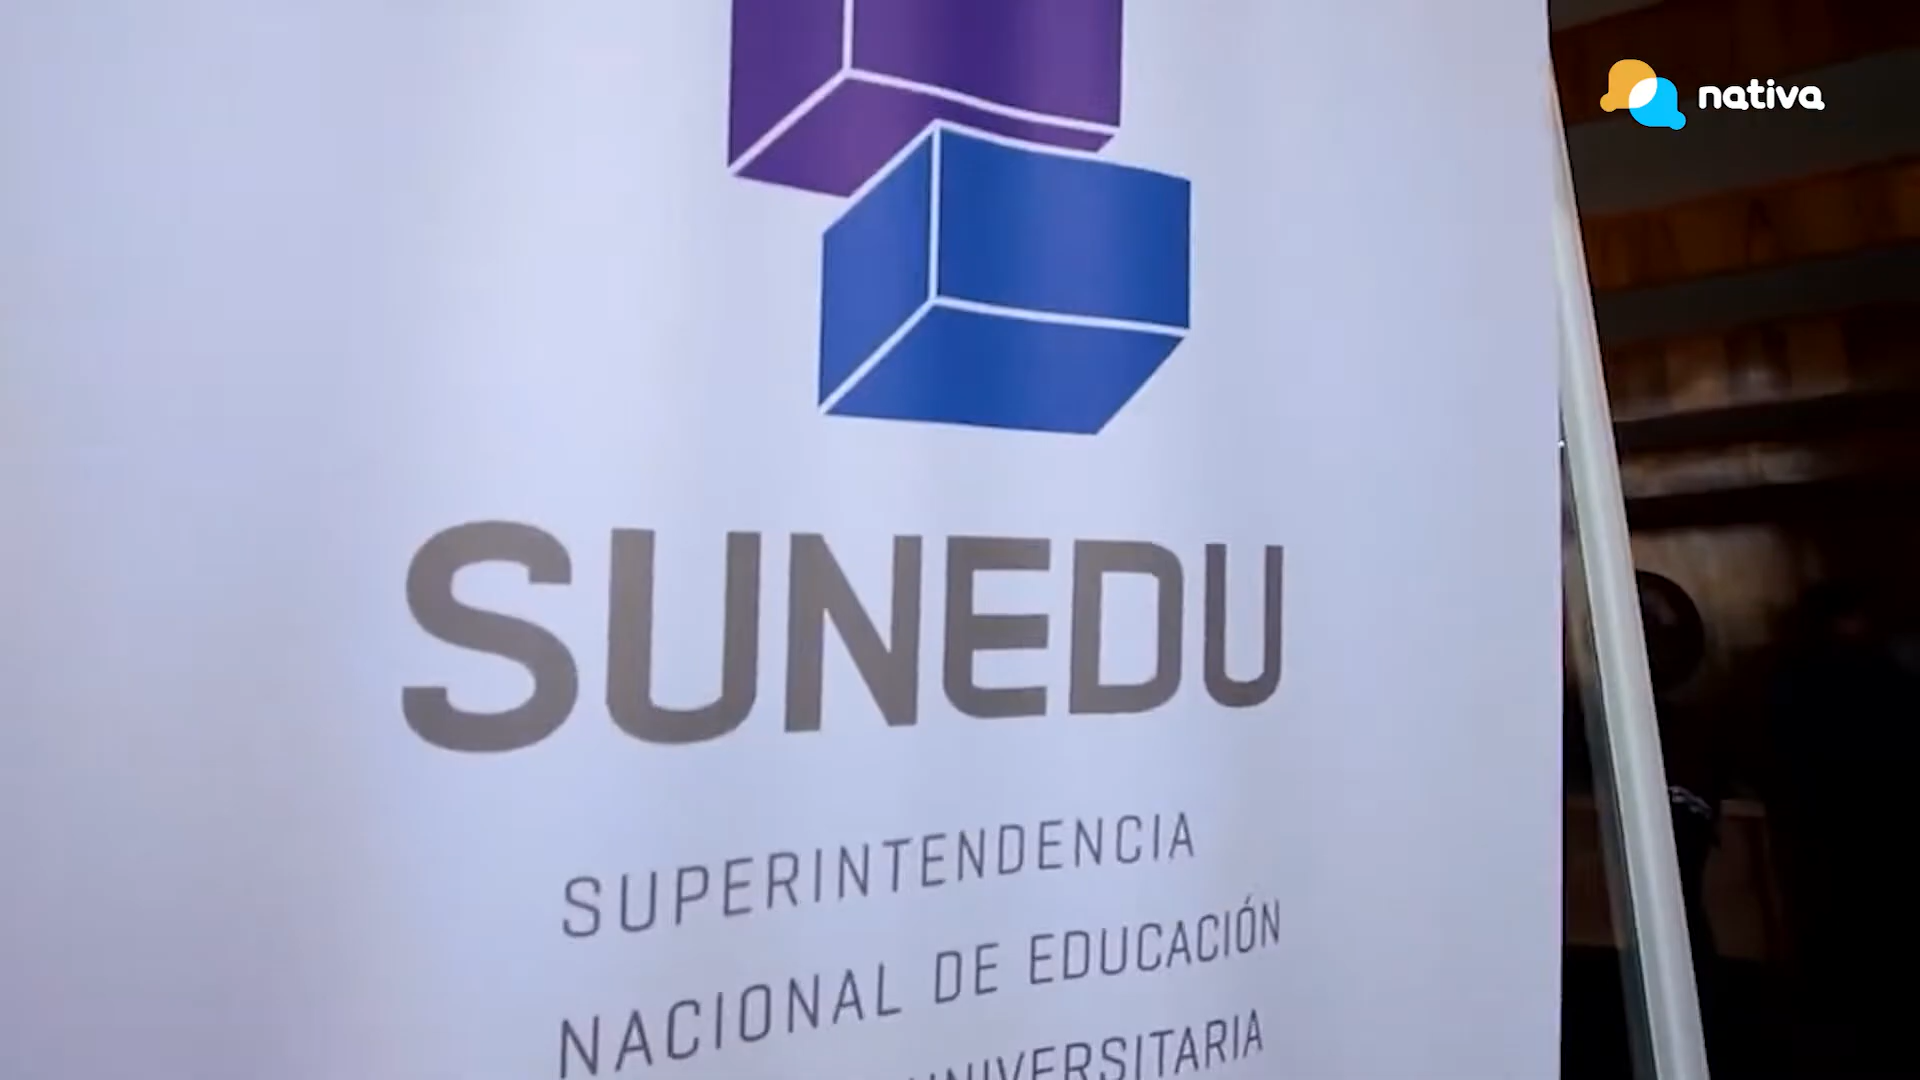 nativa
SUNEDU
SUPERINTENDENCIA
NACIONAL DE EDUCACIÓN
UNIVERSITARIA